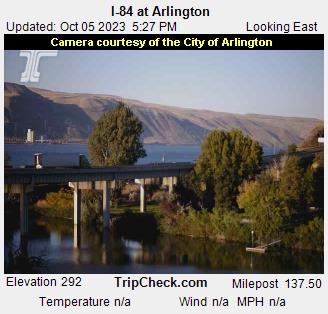 I-84 at Arlington
Updated: Oct 05 2023 5:27 PM Looking East
Camera courtesy of the City of Arlington
Elevation 292 TripCheck.com Milepost 137.50
Temperature n/a Wind n/a MPH n/a